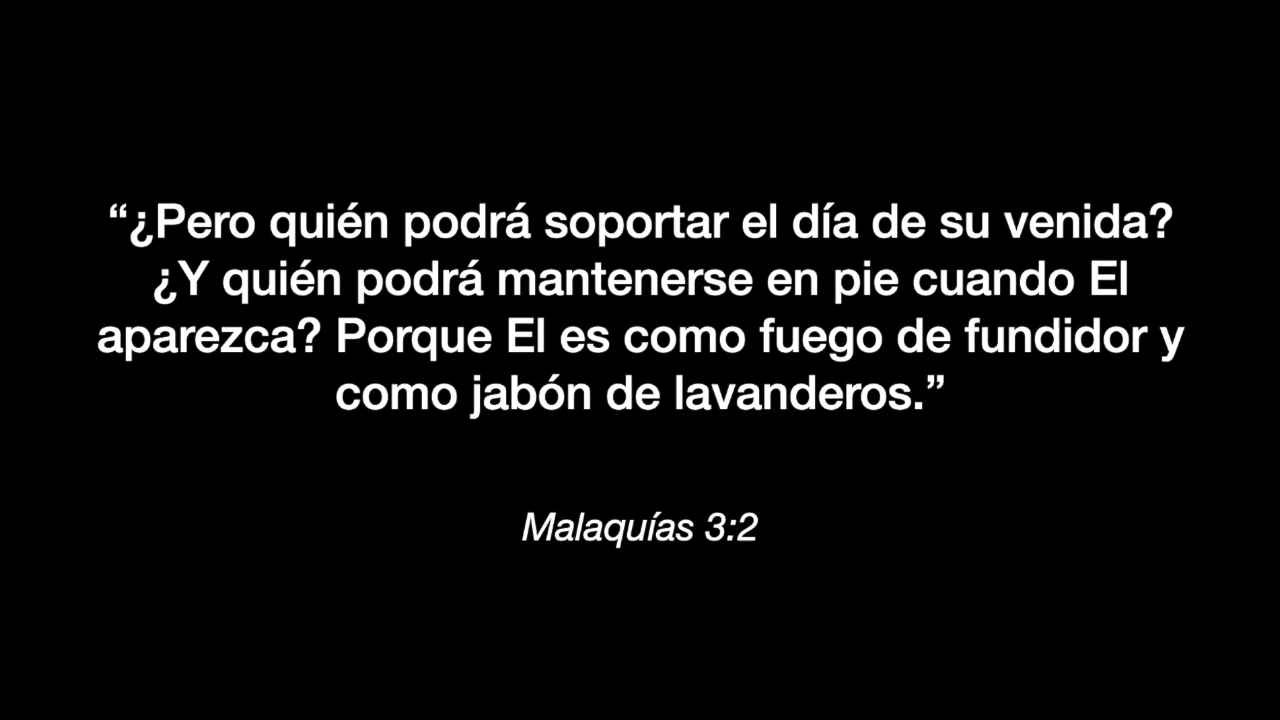 “¿Pero quién podrá soportar el día de su venida?
¿Y quién podrá mantenerse en pie cuando El
aparezca? Porque El es como fuego de fundidor y
como jabón de lavanderos.”
Malaquías 3:2